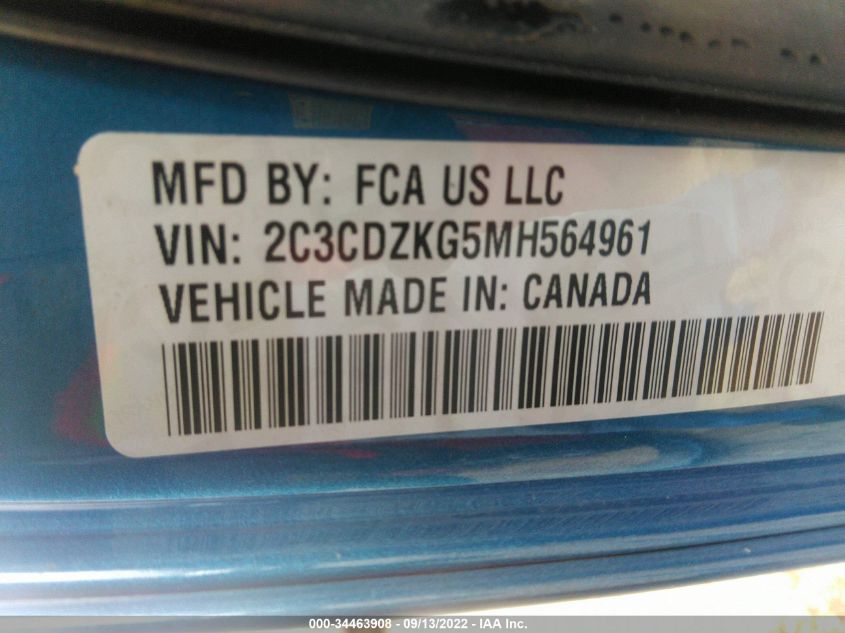 MFD BY: FCA US LLC
VIN: 2C3CDZKG5MH564961
VEHICLE MADE IN: CANADA
000-34463908 - 09/13/2022 - IAA Inc.